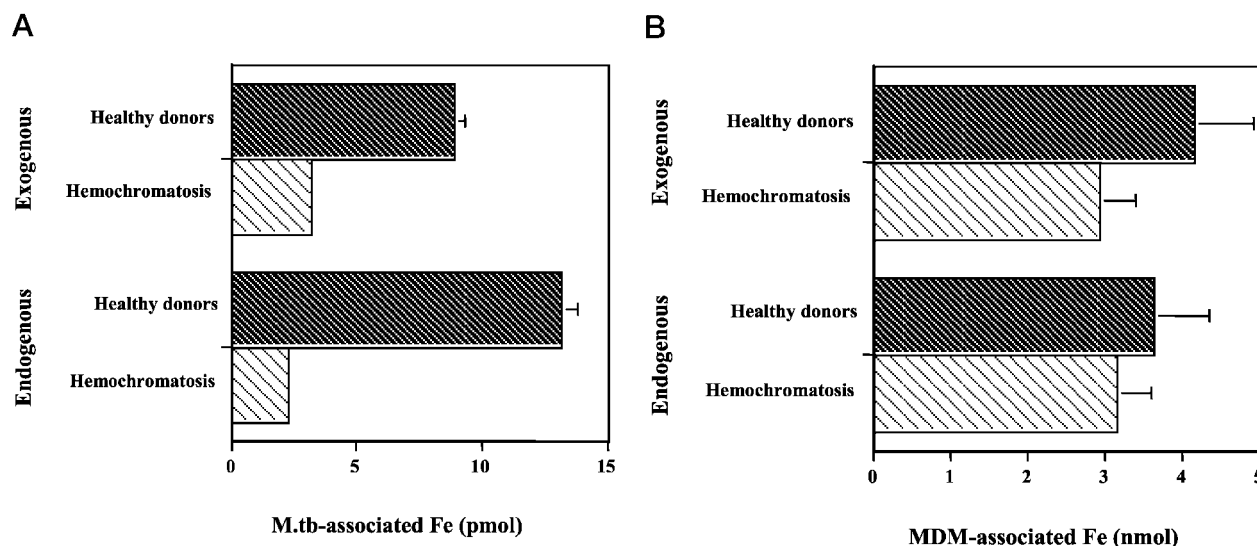 A
Exogenous
Healthy donors
Hemochromatosis
Endogenous
Healthy donors
Hemochromatosis
0 5 10 15
M.tb-associated Fe (pmol)
B
Exogenous
Healthy donors
Hemochromatosis
Endogenous
Healthy donors
Hemochromatosis
0 1 2 3 4 5
MDM-associated Fe (nmol)